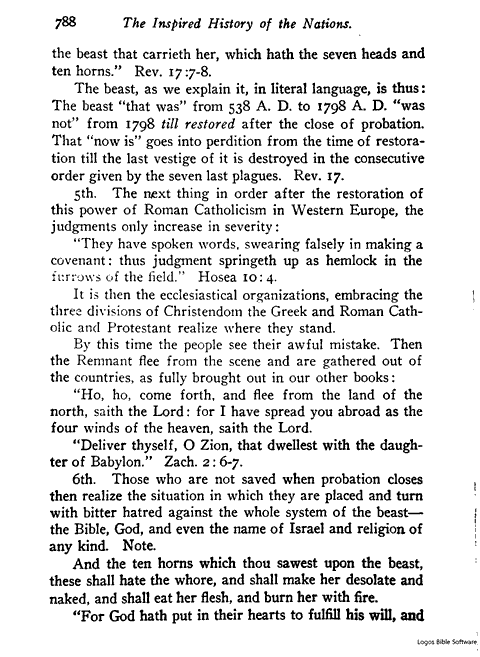 788 The Inspired History of the Nations.
the beast that carrieth her, which hath the seven heads and
ten horns." Rev. 17:7-8.
The beast, as we explain it, in literal language, is thus:
The beast "that was" from 538 A. D. to 1798 A. D. "was
not" from 1798 till restored after the close of probation.
That "now is" goes into perdition from the time of restora-
tion till the last vestige of it is destroyed in the consecutive
order given by the seven last plagues. Rev. 17.
5th. The next thing in order after the restoration of
this power of Roman Catholicism in Western Europe, the
judgments only increase in severity:
"They have spoken words, swearing falsely in making a
covenant: thus judgment springeth up as hemlock in the
furrows of the field." Hosea 10: 4.
It is then the ecclesiastical organizations, embracing the
three divisions of Christendom the Greek and Roman Cath-
olic and Protestant realize where they stand.
By this time the people see their awful mistake. Then
the Remnant flee from the scene and are gathered out of
the countries, as fully brought out in our other books:
"Ho, ho, come forth, and flee from the land of the
north, saith the Lord: for I have spread you abroad as the
four winds of the heaven, saith the Lord.
"Deliver thyself, O Zion, that dwellest with the daugh-
ter of Babylon." Zach. 2: 6-7.
6th. Those who are not saved when probation closes
then realize the situation in which they are placed and turn
with bitter hatred against the whole system of the beast—
the Bible, God, and even the name of Israel and religion of
any kind. Note.
And the ten horns which thou sawest upon the beast,
these shall hate the whore, and shall make her desolate and
naked, and shall eat her flesh, and burn her with fire.
"For God hath put in their hearts to fulfill his will, and
Logos Bible Software